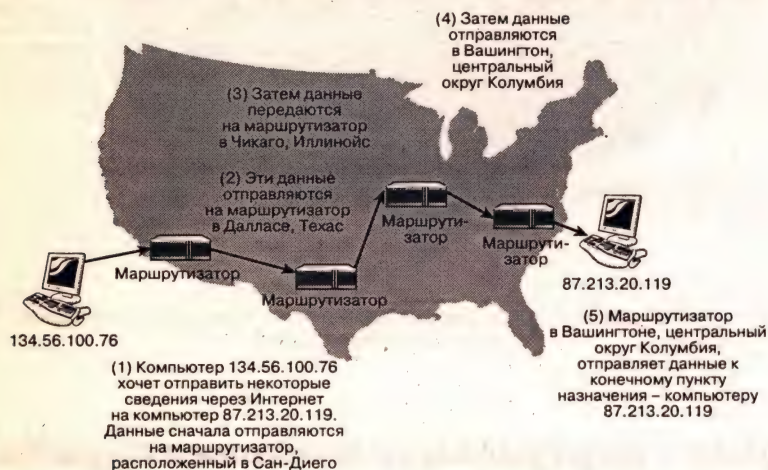 (4) Затем данные
отправляются
в Вашингтон,
центральный
округ Колумбия
(3) Затем данные
передаются
на маршрутизатор
в Чикаго, Иллинойс
(2) Эти данные
отправляются
на маршрутизатор
в Далласе, Техас
Маршрутизатор
Маршрутизатор
Маршрути-
затор
Маршрути-
затор
134.56.100.76
87.213.20.119
(1) Компьютер 134.56.100.76
хочет отправить некоторые
сведения через Интернет
на компьютер 87.213.20.119.
Данные сначала отправляются
на маршрутизатор,
расположенный в Сан-Диего
(5) Маршрутизатор
в Вашингтоне, центральный
округ Колумбия,
отправляет данные к
конечному пункту
назначения – компьютеру
87.213.20.119